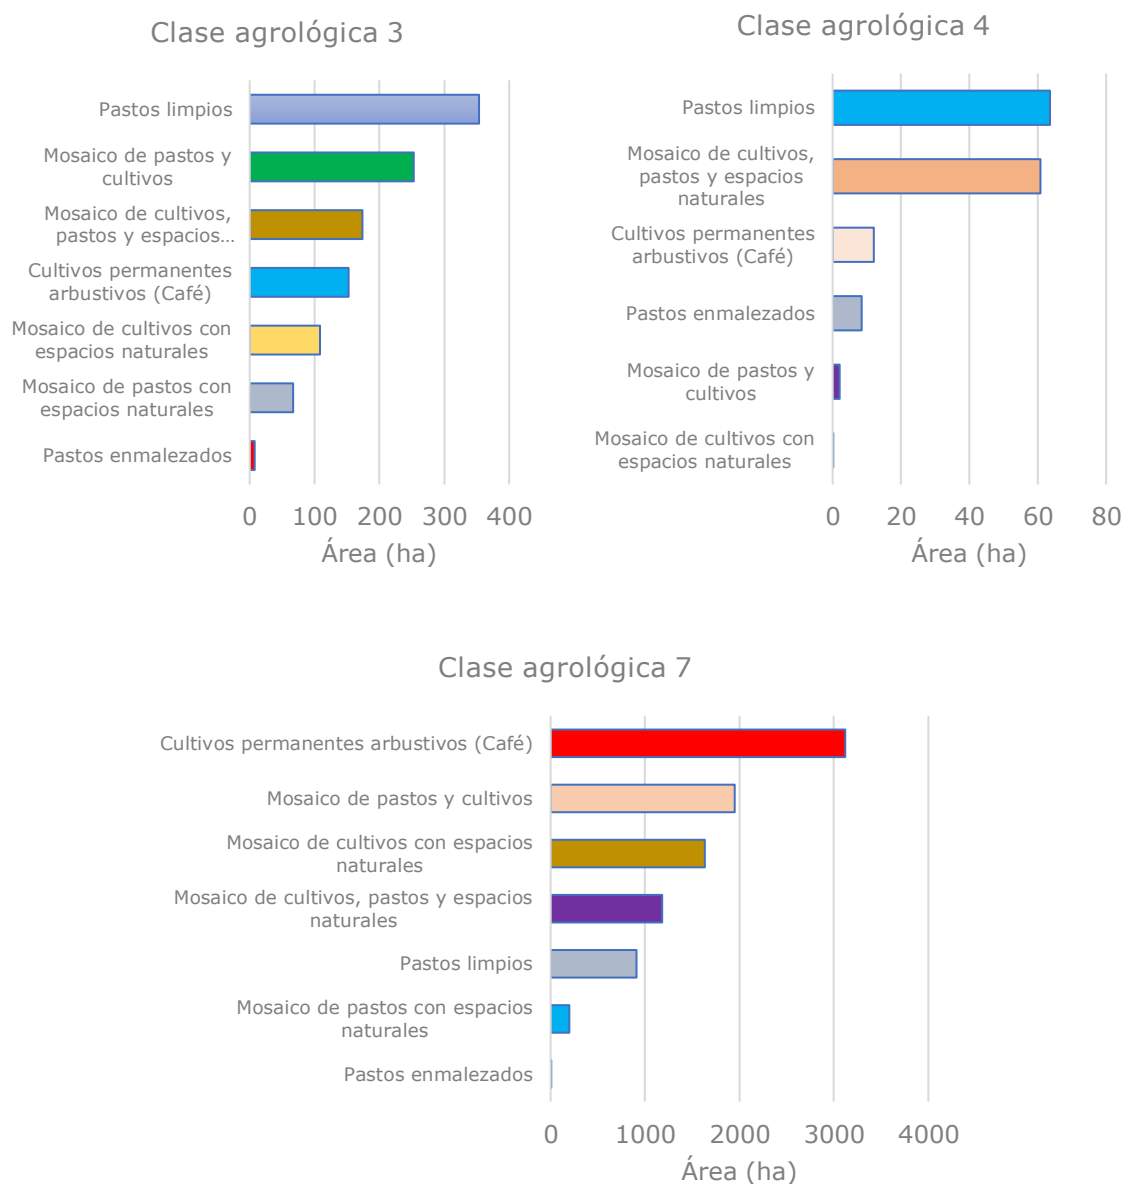 Clase agrológica 3
Pastos limpios
Mosaico de pastos y
cultivos
Mosaico de cultivos,
pastos y espacios...
Cultivos permanentes
arbustivos (Café)
Mosaico de cultivos con
espacios naturales
Mosaico de pastos con
espacios naturales
Pastos enmalezados
0 100 200 300 400
Área (ha)
Clase agrológica 4
Pastos limpios
Mosaico de cultivos,
pastos y espacios
naturales
Cultivos permanentes
arbustivos (Café)
Pastos enmalezados
Mosaico de pastos y
cultivos
Mosaico de cultivos con
espacios naturales
0 20 40 60 80
Área (ha)
Clase agrológica 7
Cultivos permanentes arbustivos (Café)
Mosaico de pastos y cultivos
Mosaico de cultivos con espacios
naturales
Mosaico de cultivos, pastos y espacios
naturales
Pastos limpios
Mosaico de pastos con espacios
naturales
Pastos enmalezados
0 1000 2000 3000 4000
Área (ha)